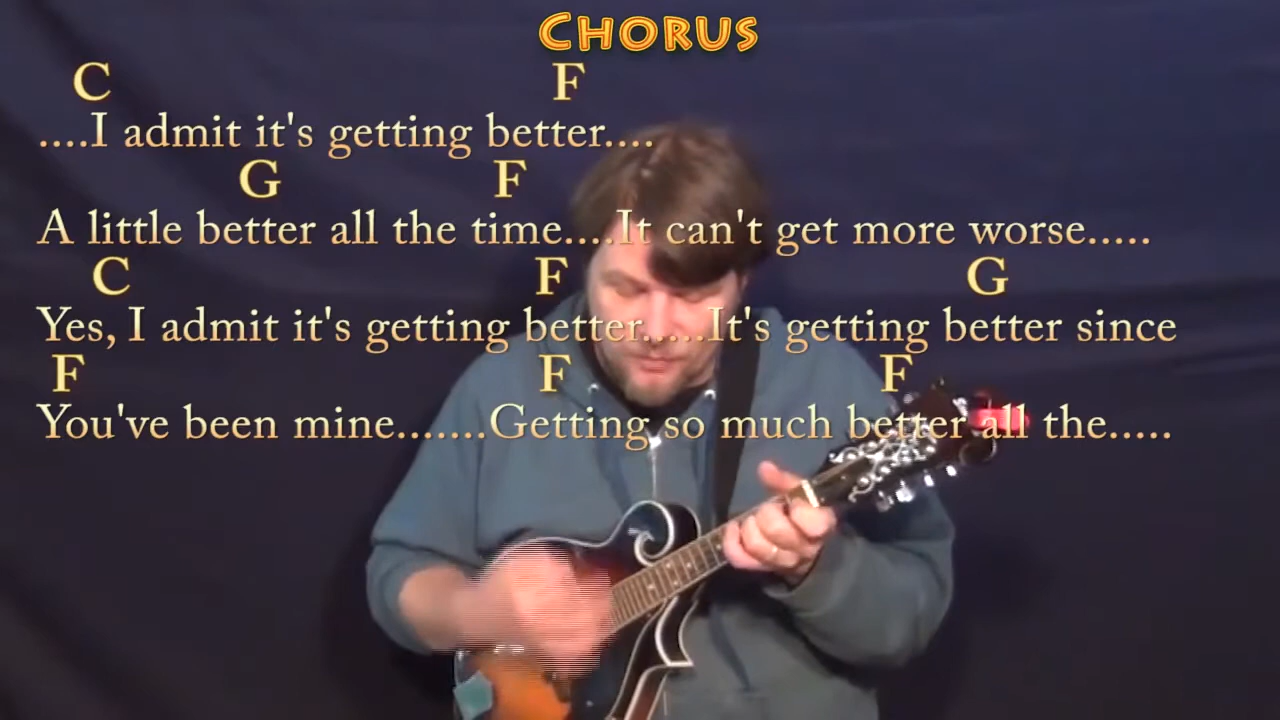 CHORUS
C F
....I admit it's getting better....
G F
A little better all the time....It can't get more worse.....
C F G
Yes, I admit it's getting better.....It's getting better since
F F F
You've been mine.......Getting so much better all the.....